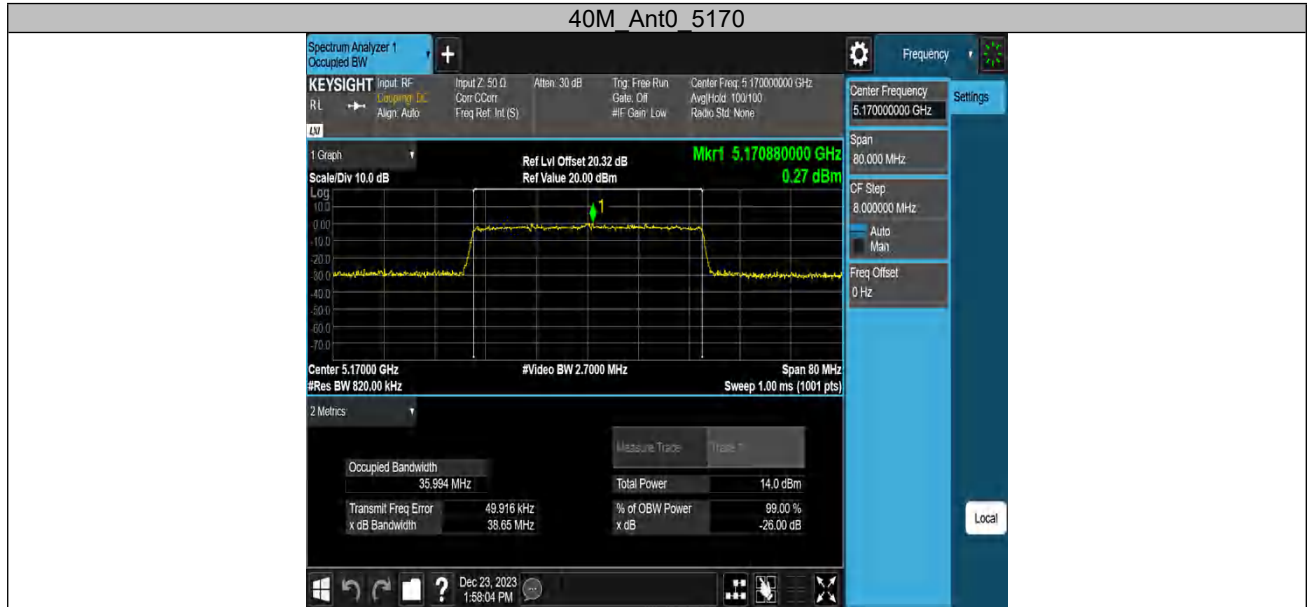 40M_Ant0_5170
Spectrum Analyzer 1
Occupied BW
+
Frequency
KEYSIGHT
RL
LXI
Input: RF
Coupling: DC
Align: Auto
Input Z: 50 Ω
Corr CCorr
Freq Ref: Int (S)
Atten: 30 dB
Trig: Free Run
Gate: Off
#IF Gain: Low
Center Freq: 5.170000000 GHz
Avg|Hold: 100/100
Radio Std: None
Center Frequency
5.170000000 GHz
Settings
Span
80.000 MHz
CF Step
8.000000 MHz
Auto
Man
Freq Offset
0 Hz
Local
1 Graph
Scale/Div 10.0 dB
Ref Lvl Offset 20.32 dB
Ref Value 20.00 dBm
Mkr1 5.170880000 GHz
0.27 dBm
Log
10.0
0.00
-10.0
-20.0
-30.0
-40.0
-50.0
-60.0
-70.0
1
Center 5.17000 GHz
#Res BW 820.00 kHz
#Video BW 2.7000 MHz
Span 80 MHz
Sweep 1.00 ms (1001 pts)
2 Metrics
Measure Trace
Trace 1
Occupied Bandwidth
35.994 MHz
Total Power
14.0 dBm
Transmit Freq Error
49.916 kHz
% of OBW Power
99.00 %
x dB Bandwidth
38.65 MHz
x dB
-26.00 dB
?
Dec 23, 2023
1:58:04 PM